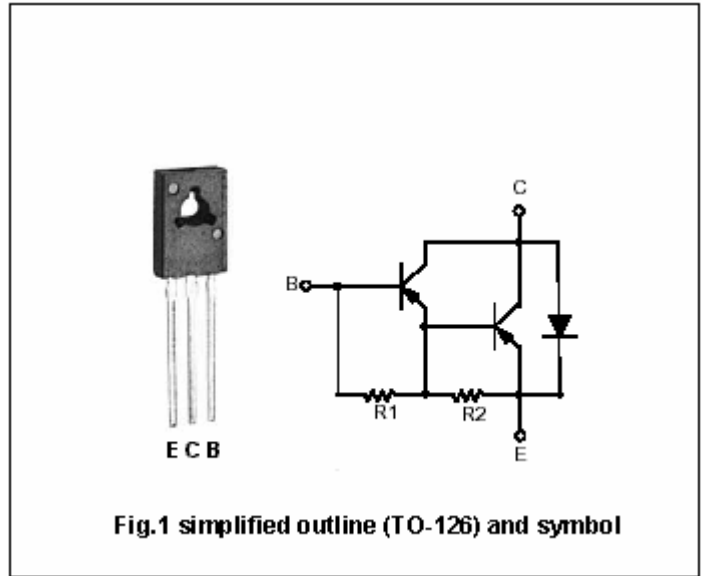 C
B
R1
R2
E
E C B
Fig.1 simplified outline (TO-126) and symbol